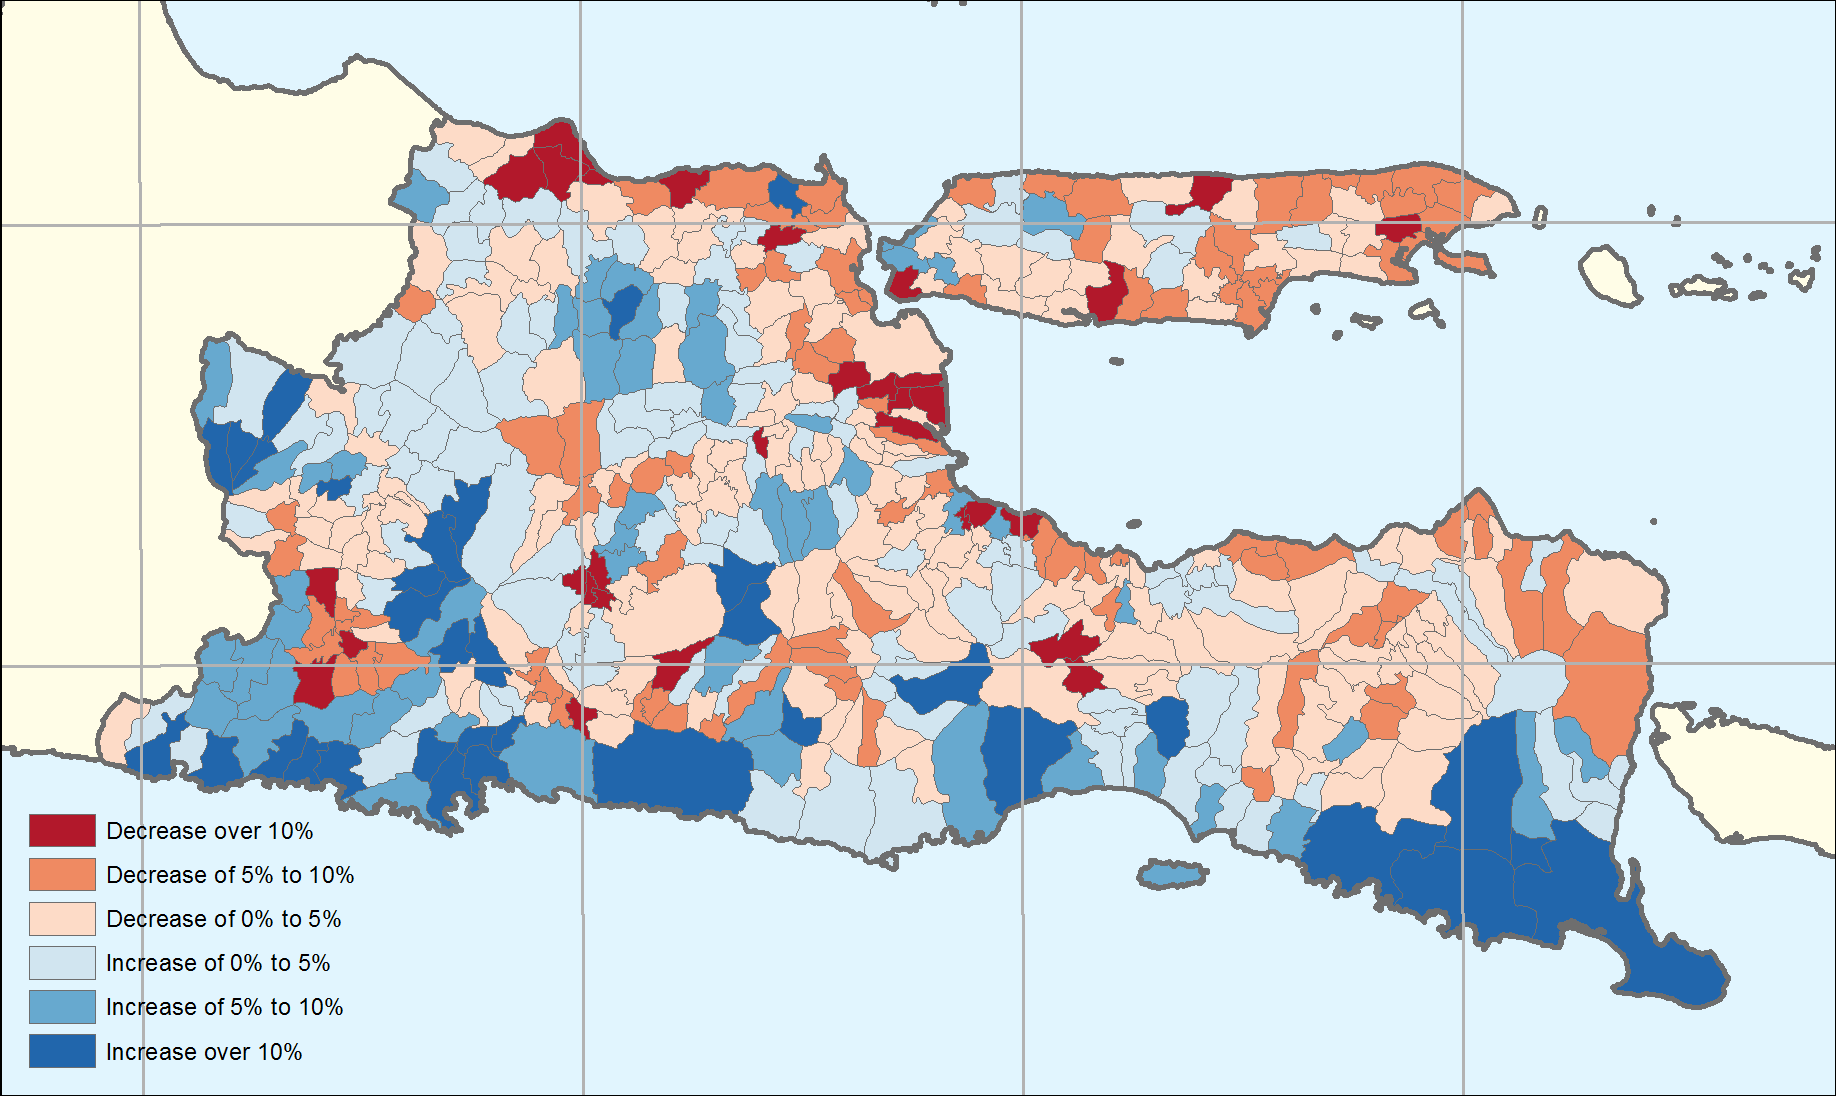 Decrease over 10%
Decrease of 5% to 10%
Decrease of 0% to 5%
Increase of 0% to 5%
Increase of 5% to 10%
Increase over 10%